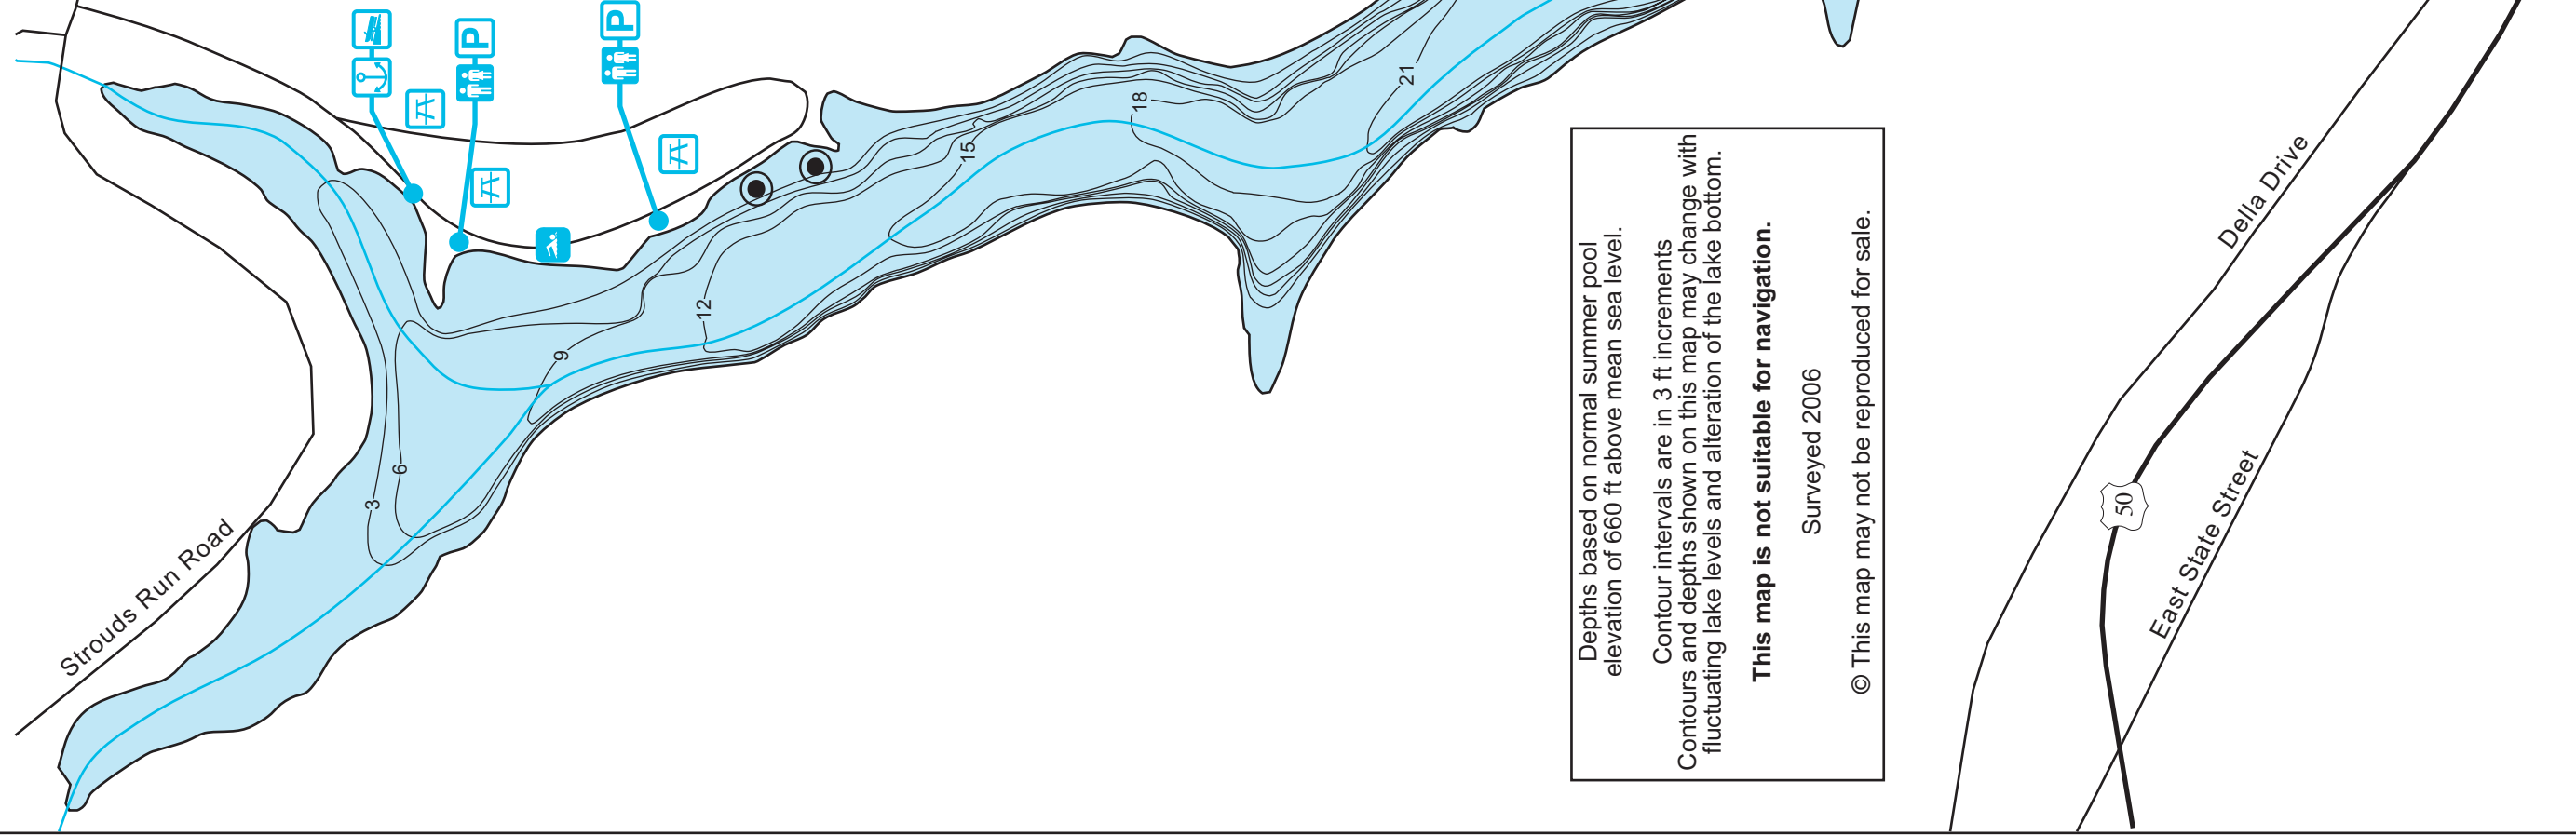 P
P
21
18
15
12
9
6
3
Strouds Run Road
Depths based on normal summer pool
elevation of 660 ft above mean sea level.
Contour intervals are in 3 ft increments
Contours and depths shown on this map may change with
fluctuating lake levels and alteration of the lake bottom.
This map is not suitable for navigation.
Surveyed 2006
© This map may not be reproduced for sale.
Della Drive
50
East State Street